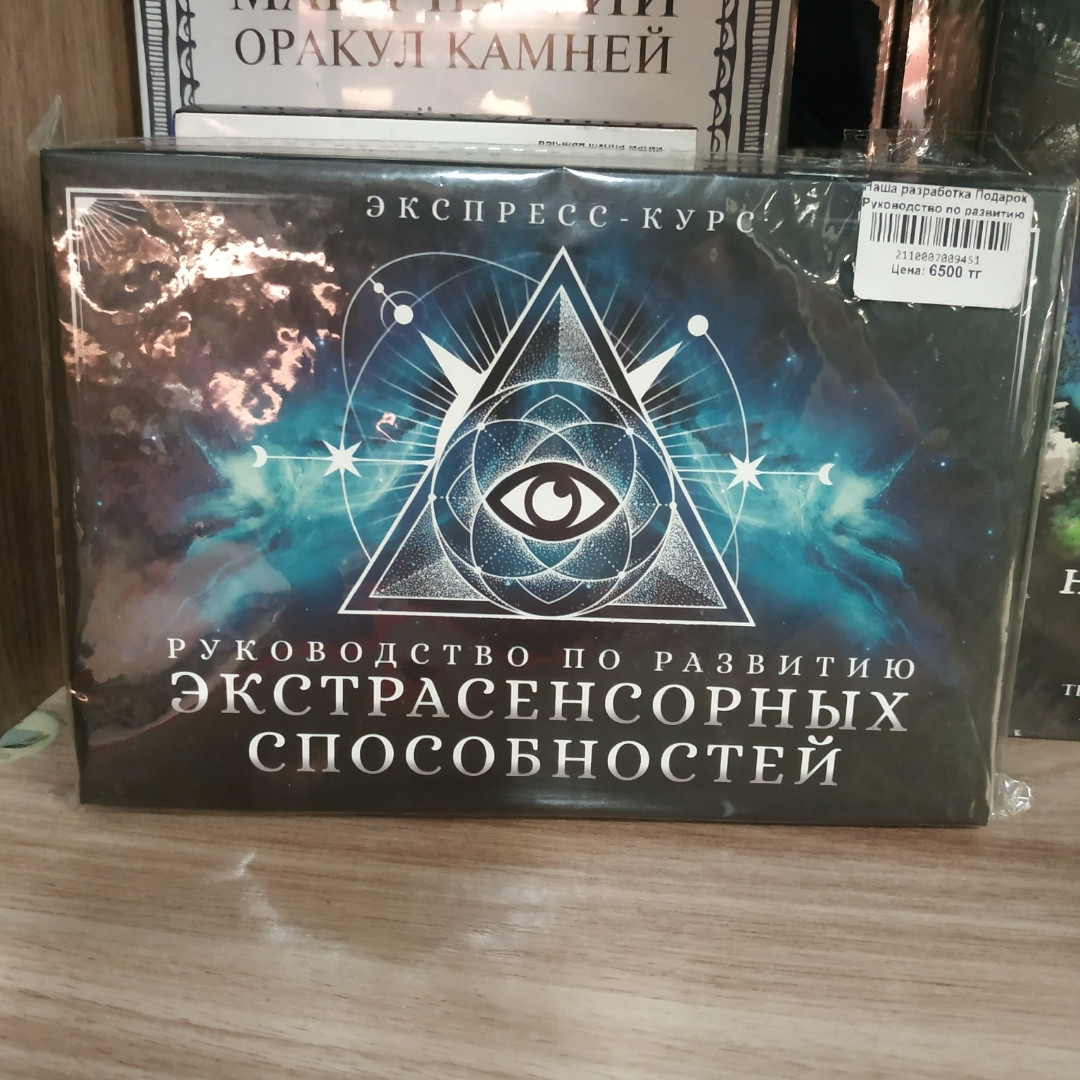 ОРАКУЛ КАМНЕЙ
ЭКСПРЕСС-КУРС
Наша разработка Подарок
Руководство по развитию
2110007009451
Цена: 6500 тг
РУКОВОДСТВО ПО РАЗВИТИЮ
ЭКСТРАСЕНСОРНЫХ
СПОСОБНОСТЕЙ